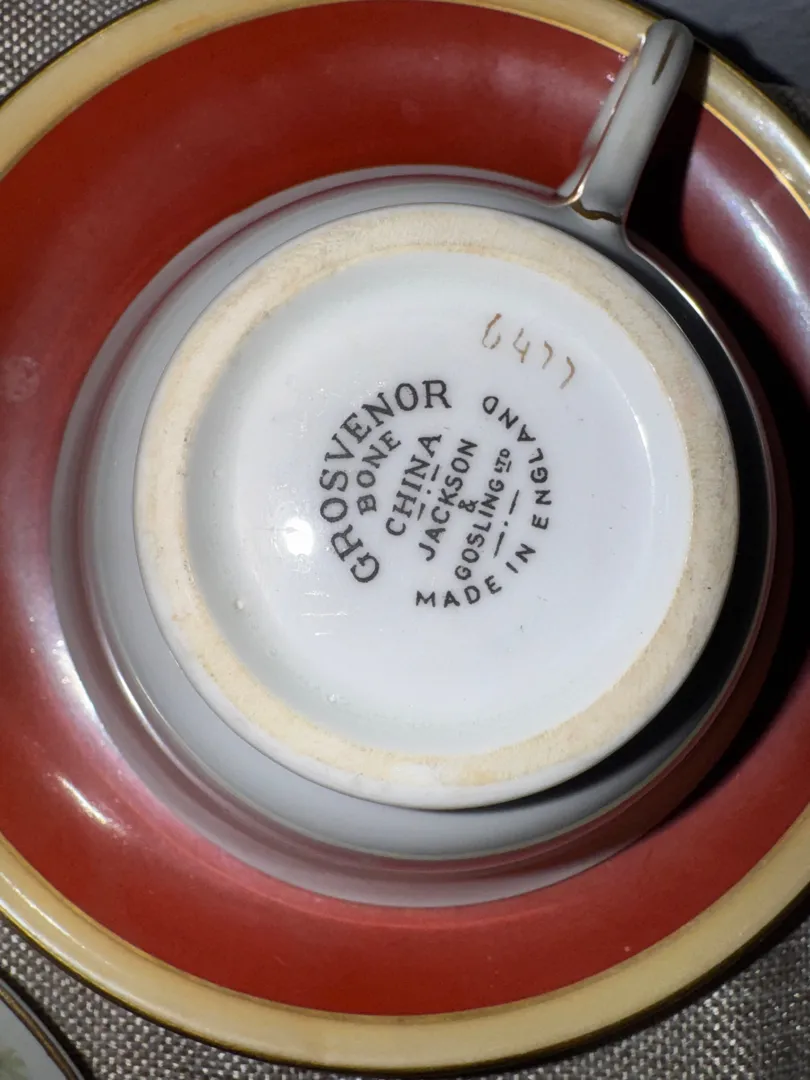 6477
GROSVENOR
BONE
CHINA
JACKSON
&
GOSLING LTD
MADE IN ENGLAND